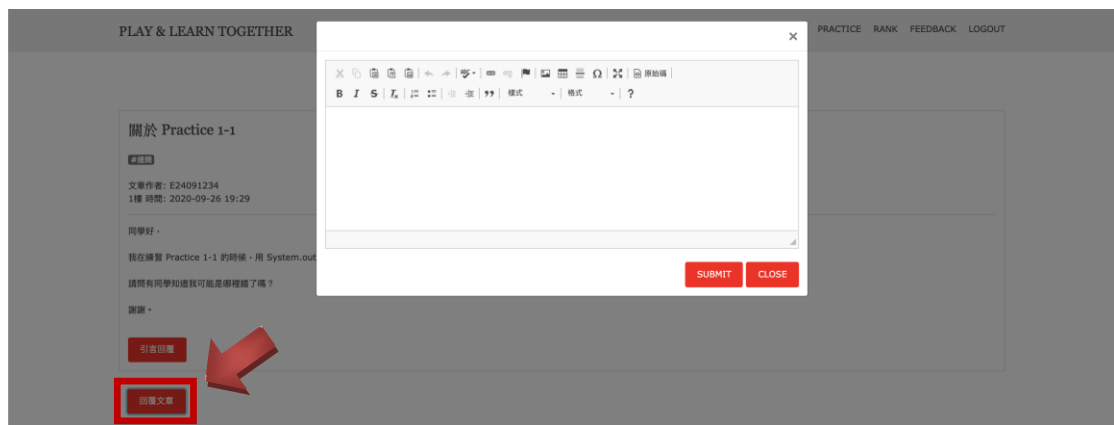 PLAY & LEARN TOGETHER
PRACTICE RANK FEEDBACK LOGOUT
×
原始碼
B I S Ix 樣式 格式 ?
關於 Practice 1-1
#提問
文章作者: E24091234
1樓 時間: 2020-09-26 19:29
同學好，
我在練習 Practice 1-1 的時候，用 System.out
請問有同學知道我可能是哪裡錯了嗎？
謝謝。
SUBMIT CLOSE
引言回覆
回覆文章